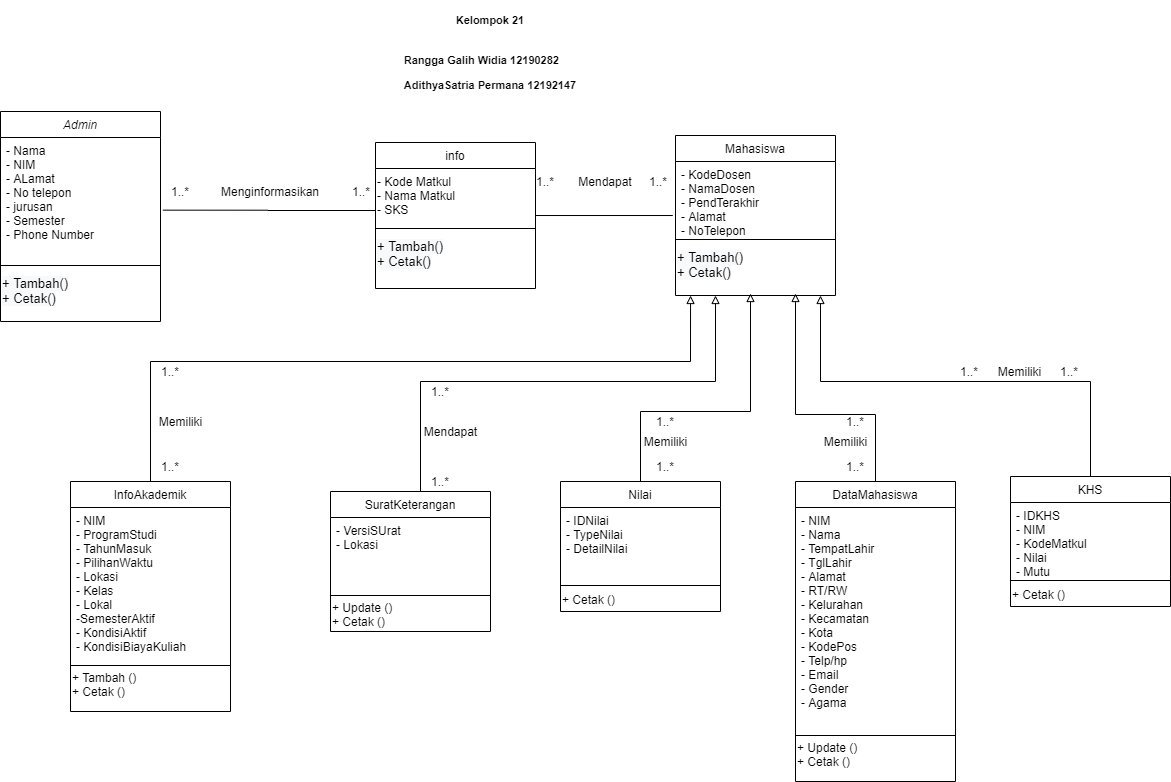 Kelompok 21
Rangga Galih Widia 12190282
AdithyaSatria Permana 12192147
Admin
- Nama
- NIM
- ALamat
- No telepon
- jurusan
- Semester
- Phone Number
+ Tambah()
+ Cetak()
1..* Menginformasikan 1..*
info
- Kode Matkul
- Nama Matkul
- SKS
+ Tambah()
+ Cetak()
1..* Mendapat 1..*
Mahasiswa
- KodeDosen
- NamaDosen
- PendTerakhir
- Alamat
- NoTelepon
+ Tambah()
+ Cetak()
1..*
Memiliki
1..*
InfoAkademik
- NIM
- ProgramStudi
- TahunMasuk
- PilihanWaktu
- Lokasi
- Kelas
- Lokal
-SemesterAktif
- KondisiAktif
- KondisiBiayaKuliah
+ Tambah ()
+ Cetak ()
1..*
Mendapat
1..*
SuratKeterangan
- VersiSUrat
- Lokasi
+ Update ()
+ Cetak ()
1..*
Memiliki
1..*
Nilai
- IDNilai
- TypeNilai
- DetailNilai
+ Cetak ()
1..*
Memiliki
1..*
DataMahasiswa
- NIM
- Nama
- TempatLahir
- TglLahir
- Alamat
- RT/RW
- Kelurahan
- Kecamatan
- Kota
- KodePos
- Telp/hp
- Email
- Gender
- Agama
+ Update ()
+ Cetak ()
1..* Memiliki 1..*
KHS
- IDKHS
- NIM
- KodeMatkul
- Nilai
- Mutu
+ Cetak ()